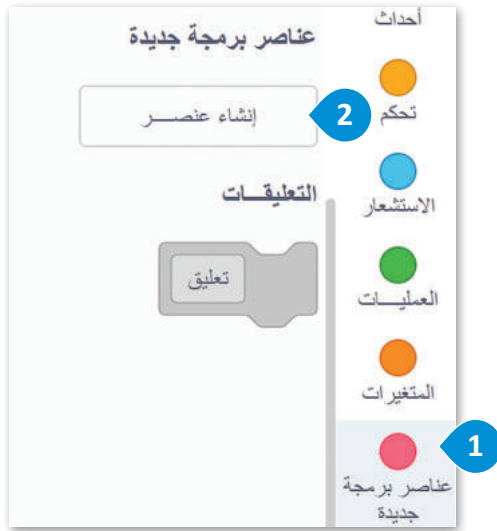 أحداث
تحكم
الاستشعار
العمليـــات
المتغيرات
عناصر برمجة
جديدة
1
عناصر برمجة جديدة
إنشاء عنصـــر
2
التعليقـــات
تعليق